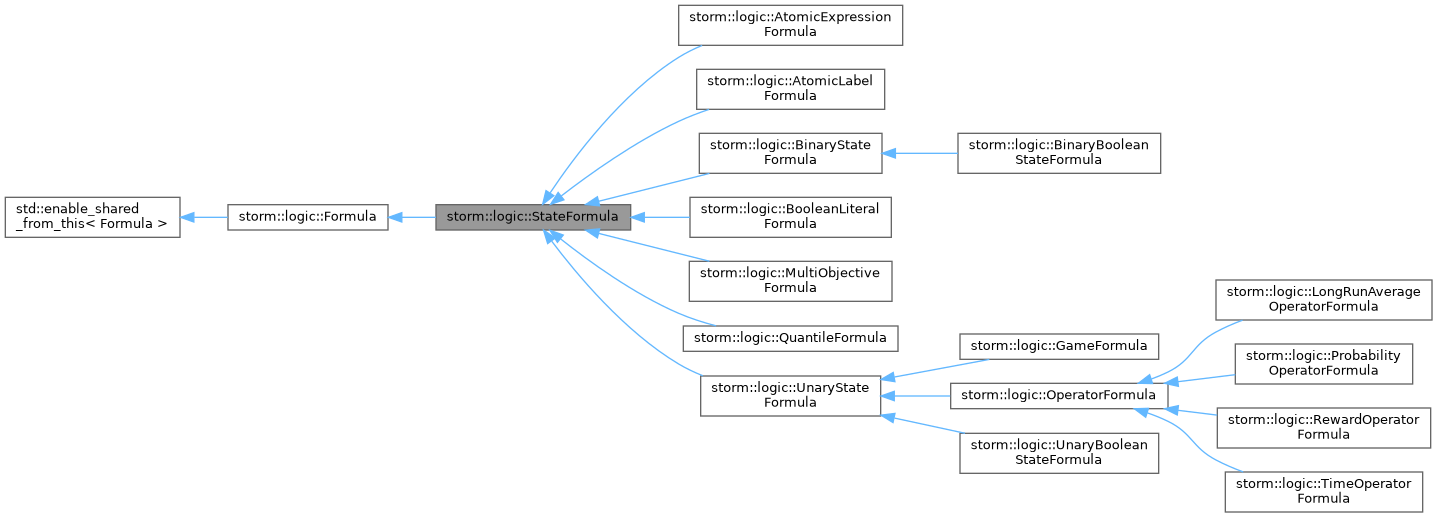 std::enable_shared
_from_this< Formula >
storm::logic::Formula
storm::logic::StateFormula
storm::logic::AtomicExpression
Formula
storm::logic::AtomicLabel
Formula
storm::logic::BinaryState
Formula
storm::logic::BinaryBoolean
StateFormula
storm::logic::BooleanLiteral
Formula
storm::logic::MultiObjective
Formula
storm::logic::QuantileFormula
storm::logic::UnaryState
Formula
storm::logic::GameFormula
storm::logic::OperatorFormula
storm::logic::UnaryBoolean
StateFormula
storm::logic::LongRunAverage
OperatorFormula
storm::logic::Probability
OperatorFormula
storm::logic::RewardOperator
Formula
storm::logic::TimeOperator
Formula